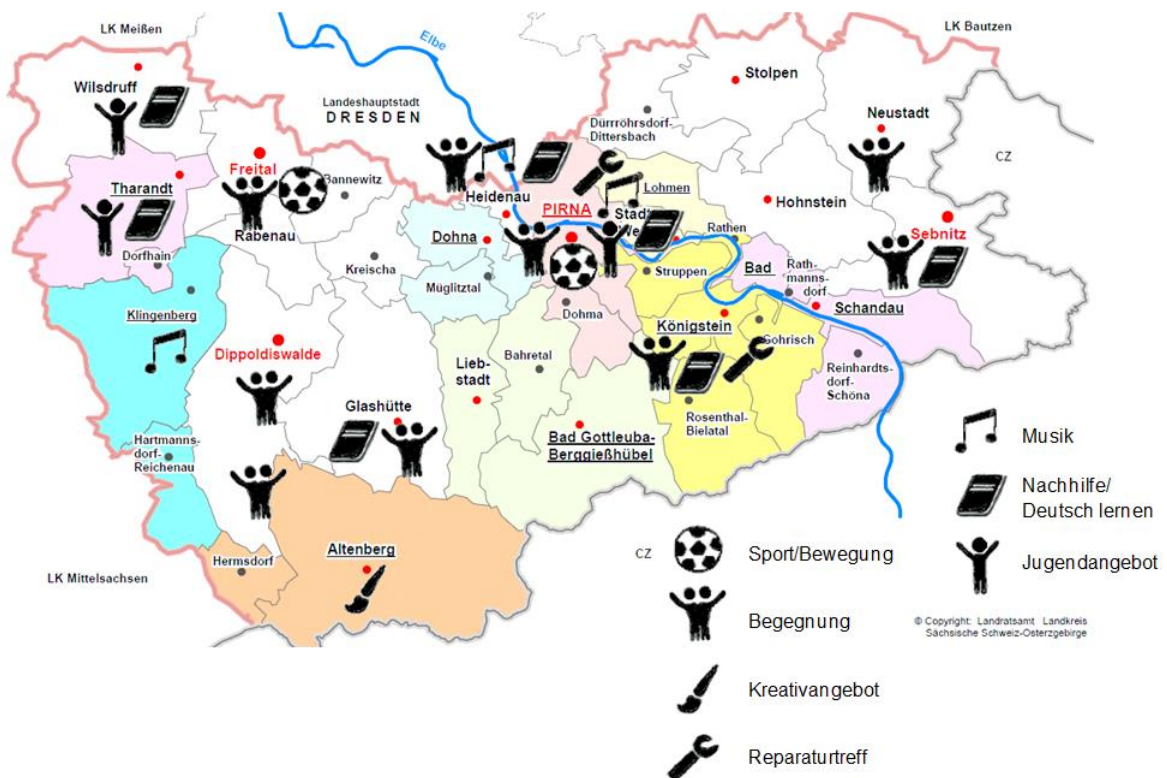 LK Meißen
LK Bautzen
Elbe
Stolpen
Wilsdruff
Landeshauptstadt
DRESDEN
Neustadt
Dürrröhrsdorf-
Dittersbach
CZ
Freital
Bannewitz
Tharandt
Heidenau
Lohmen
Hohnstein
PIRNA
Stadt
We
Rabenau
Dohna
Rathen
Sebnitz
Dorfhain
Kreischa
Struppen
Bad
Rath-
mannsdorf
Müglitztal
Schandau
Klingenberg
Dohma
Königstein
Gohrisch
Dippoldiswalde
Bahretal
Lieb-
stadt
Reinhardts-
dorf-
Schöna
Glashütte
Rosenthal-
Bielatal
Hartmanns-
dorf-
Reichenau
Bad Gottleuba-
Berggießhübel
Musik
Nachhilfe/
Deutsch lernen
Altenberg
Hermsdorf
CZ
Sport/Bewegung
Jugendangebot
LK Mittelsachsen
Begegnung
© Copyright: Landratsamt Landkreis
Sächsische Schweiz-Osterzgebirge
Kreativangebot
Reparaturtreff